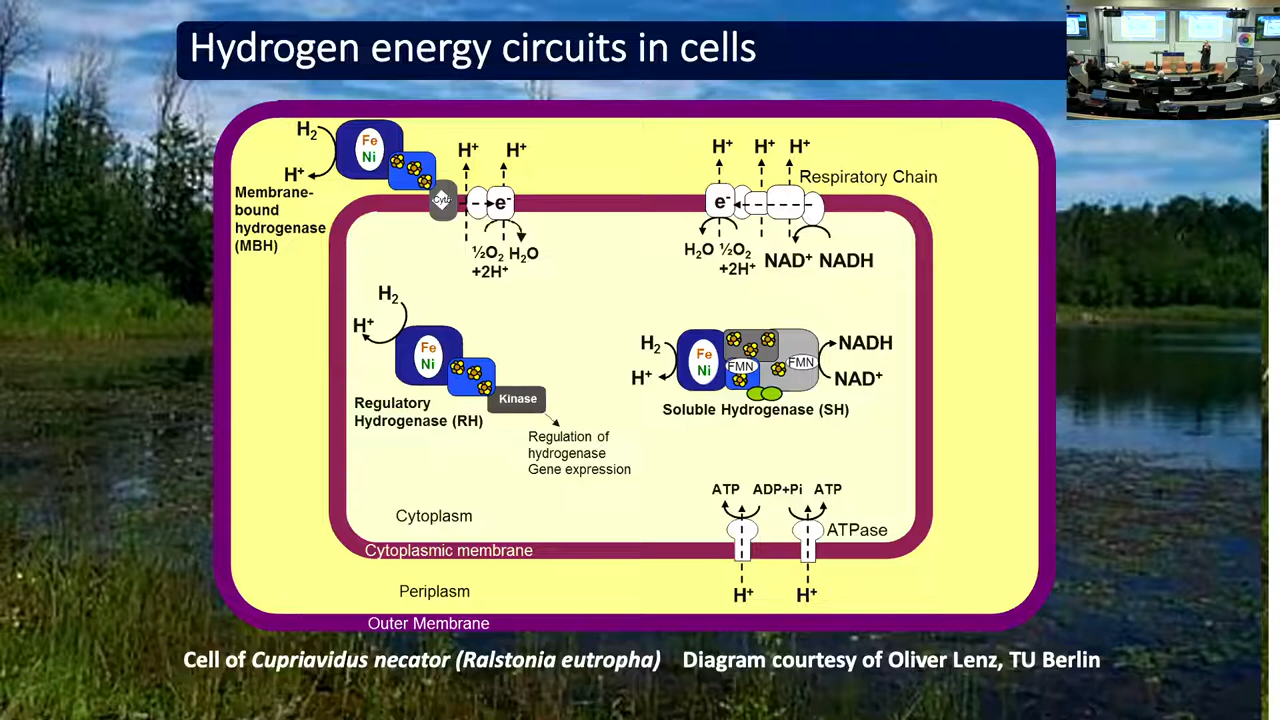 Hydrogen energy circuits in cells
H₂
Fe
Ni
H⁺
Membrane-
bound
hydrogenase
(MBH)
Cyt
H⁺
H⁺
e⁻
½O₂ H₂O
+2H⁺
H⁺
H⁺
H⁺
Respiratory Chain
e⁻
H₂O ½O₂
+2H⁺
NAD⁺ NADH
H₂
H⁺
Fe
Ni
Kinase
Regulatory
Hydrogenase (RH)
Regulation of
hydrogenase
Gene expression
H₂
H⁺
Fe
Ni
FMN
FMN
NADH
NAD⁺
Soluble Hydrogenase (SH)
ATP ADP+Pi ATP
ATPase
H⁺
H⁺
Cytoplasm
Cytoplasmic membrane
Periplasm
Outer Membrane
Cell of Cupriavidus necator (Ralstonia eutropha) Diagram courtesy of Oliver Lenz, TU Berlin